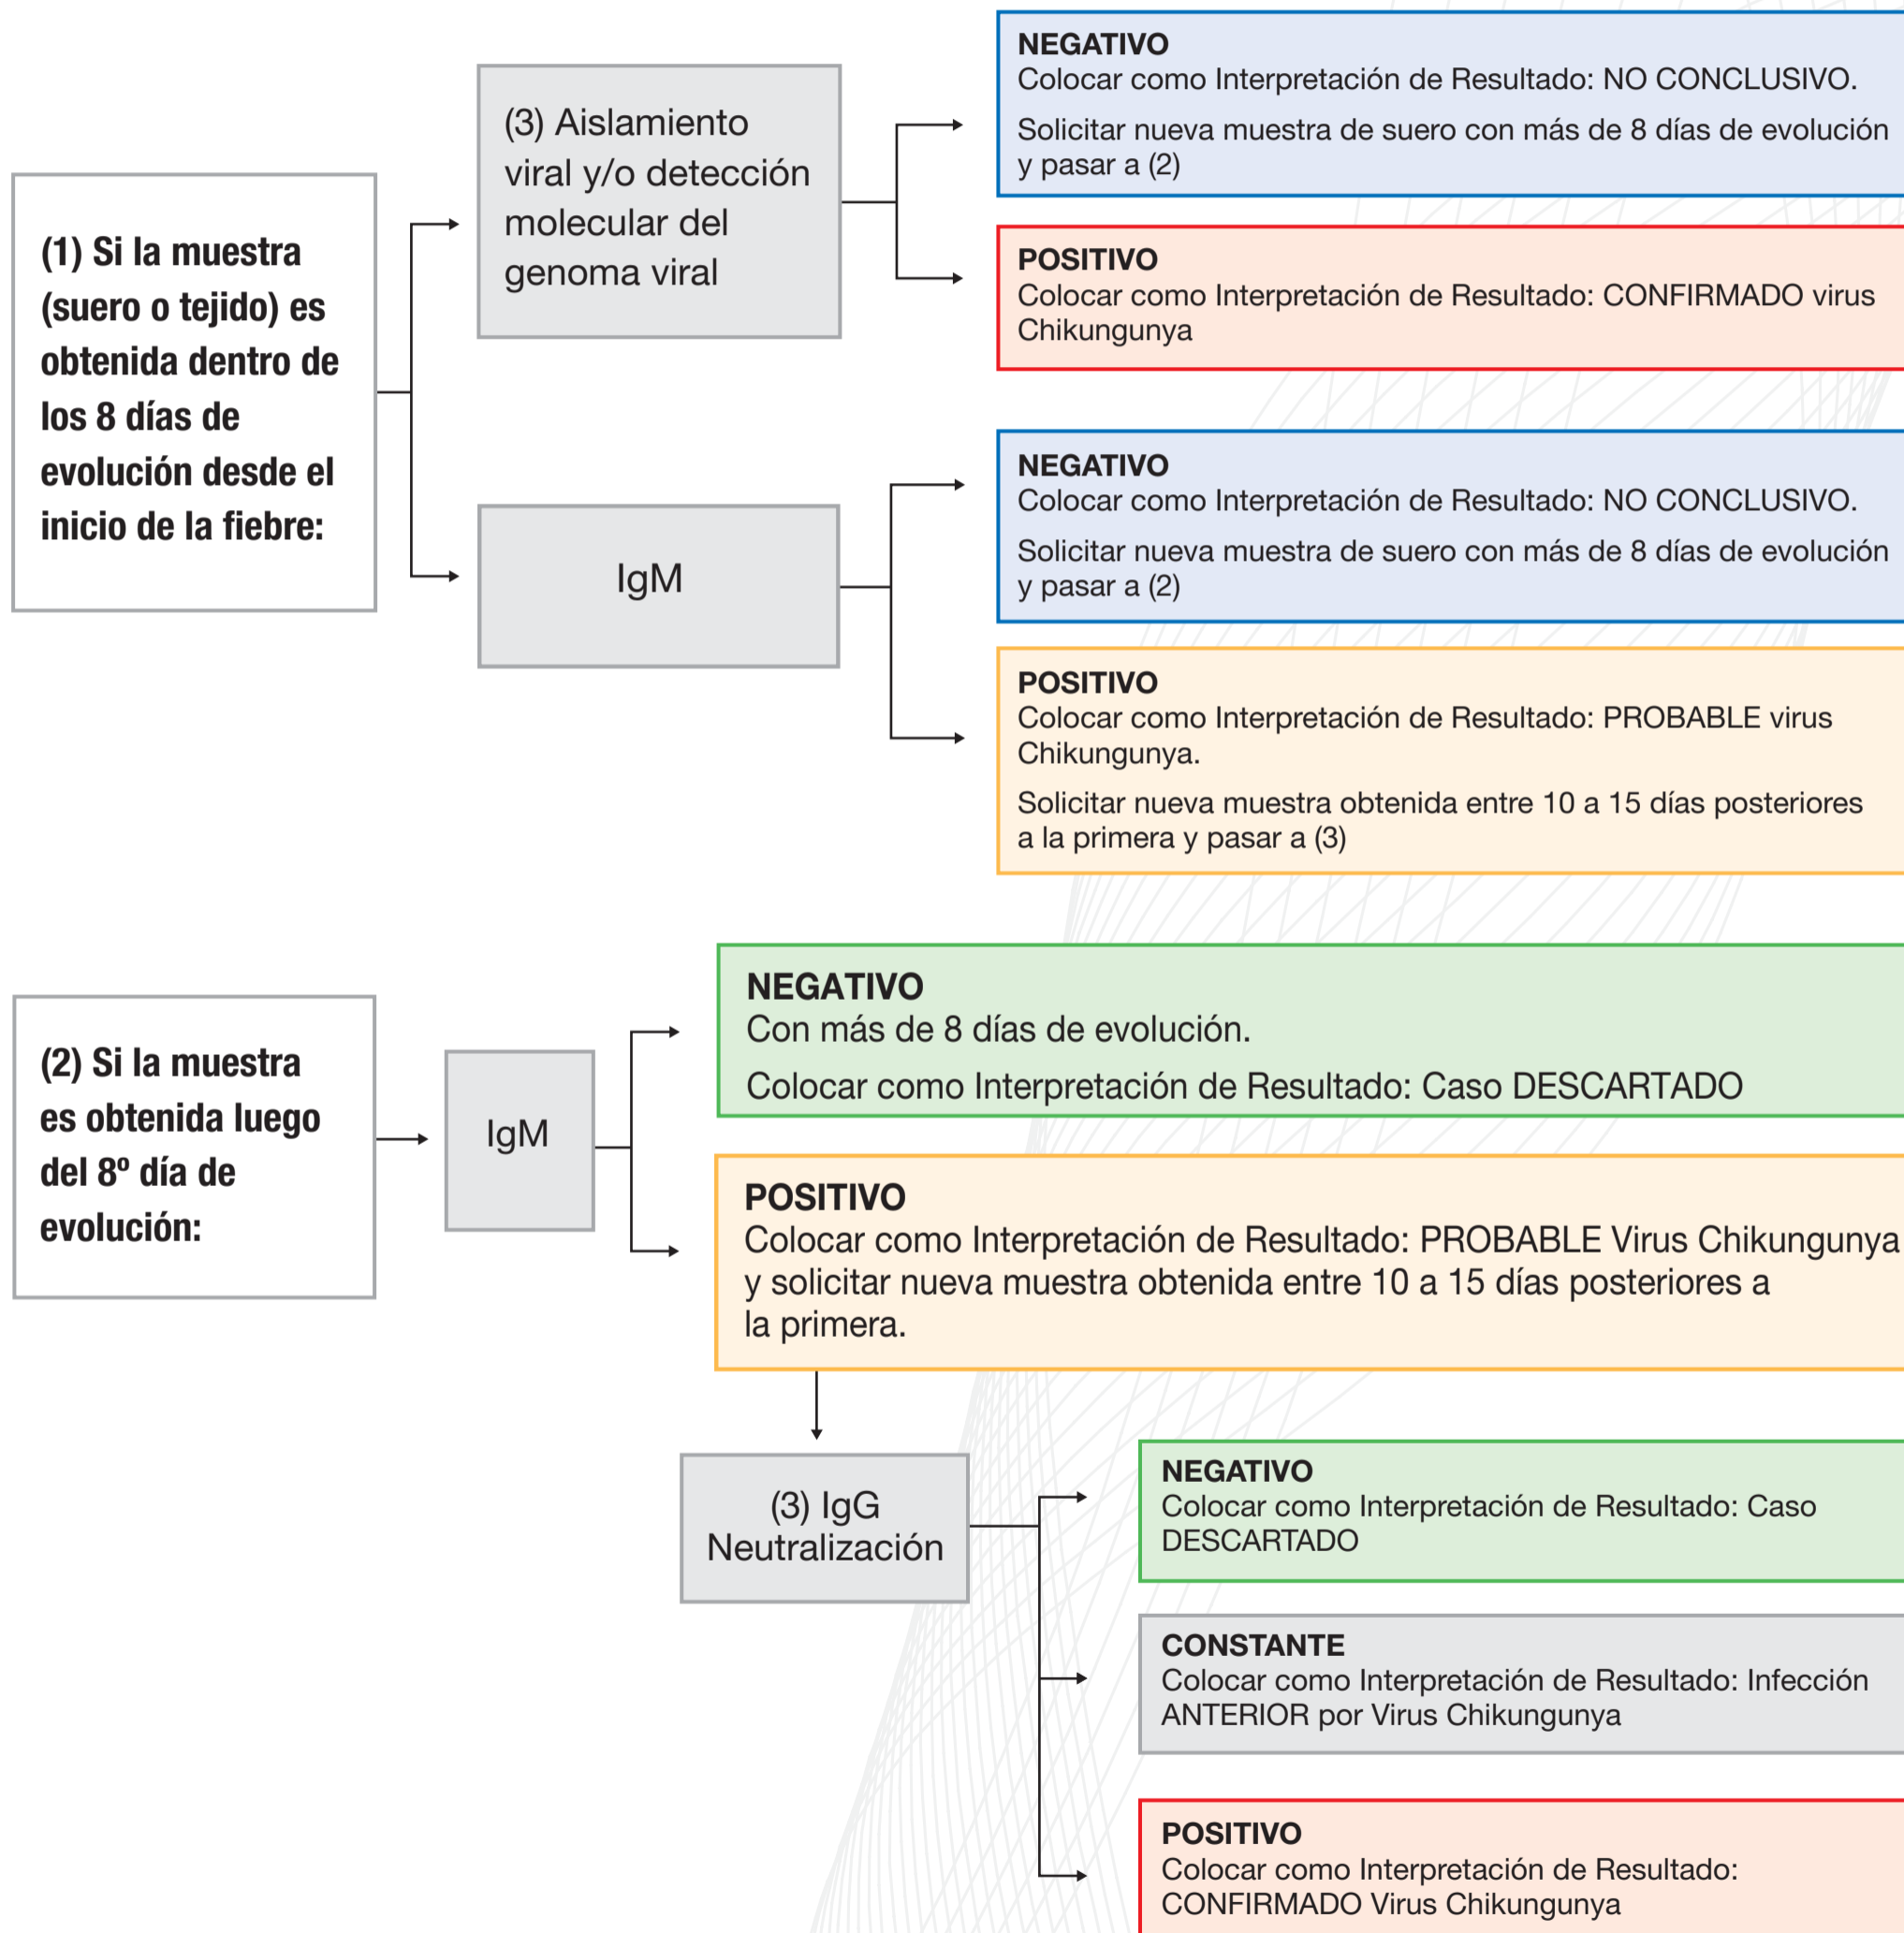 (1) Si la muestra
(suero o tejido) es
obtenida dentro de
los 8 días de
evolución desde el
inicio de la fiebre:
(3) Aislamiento
viral y/o detección
molecular del
genoma viral
NEGATIVO
Colocar como Interpretación de Resultado: NO CONCLUSIVO.
Solicitar nueva muestra de suero con más de 8 días de evolución
y pasar a (2)
POSITIVO
Colocar como Interpretación de Resultado: CONFIRMADO virus
Chikungunya
IgM
NEGATIVO
Colocar como Interpretación de Resultado: NO CONCLUSIVO.
Solicitar nueva muestra de suero con más de 8 días de evolución
y pasar a (2)
POSITIVO
Colocar como Interpretación de Resultado: PROBABLE virus
Chikungunya.
Solicitar nueva muestra obtenida entre 10 a 15 días posteriores
a la primera y pasar a (3)
(2) Si la muestra
es obtenida luego
del 8º día de
evolución:
IgM
NEGATIVO
Con más de 8 días de evolución.
Colocar como Interpretación de Resultado: Caso DESCARTADO
POSITIVO
Colocar como Interpretación de Resultado: PROBABLE Virus Chikungunya
y solicitar nueva muestra obtenida entre 10 a 15 días posteriores a
la primera.
(3) IgG
Neutralización
NEGATIVO
Colocar como Interpretación de Resultado: Caso
DESCARTADO
CONSTANTE
Colocar como Interpretación de Resultado: Infección
ANTERIOR por Virus Chikungunya
POSITIVO
Colocar como Interpretación de Resultado:
CONFIRMADO Virus Chikungunya